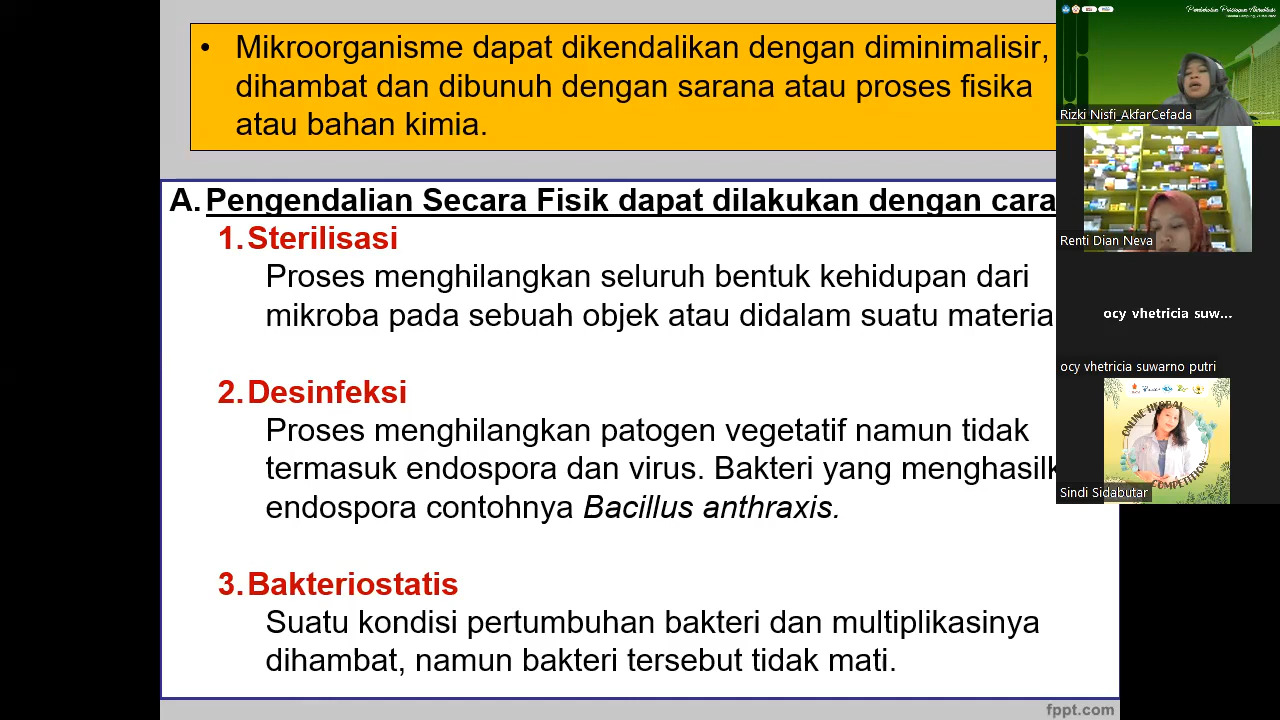 • Mikroorganisme dapat dikendalikan dengan diminimalisir,
dihambat dan dibunuh dengan sarana atau proses fisika
atau bahan kimia.
A. Pengendalian Secara Fisik dapat dilakukan dengan cara
1. Sterilisasi
Proses menghilangkan seluruh bentuk kehidupan dari
mikroba pada sebuah objek atau didalam suatu materia
2. Desinfeksi
Proses menghilangkan patogen vegetatif namun tidak
termasuk endospora dan virus. Bakteri yang menghasilk
endospora contohnya Bacillus anthraxis.
3. Bakteriostatis
Suatu kondisi pertumbuhan bakteri dan multiplikasinya
dihambat, namun bakteri tersebut tidak mati.
fppt.com
Rizki Nisfi_AkfarCefada
Renti Dian Neva
ocy vhetricia suw...
ocy vhetricia suwarno putri
ONLINE HERBAL
COMPETITION
Sindi Sidabutar